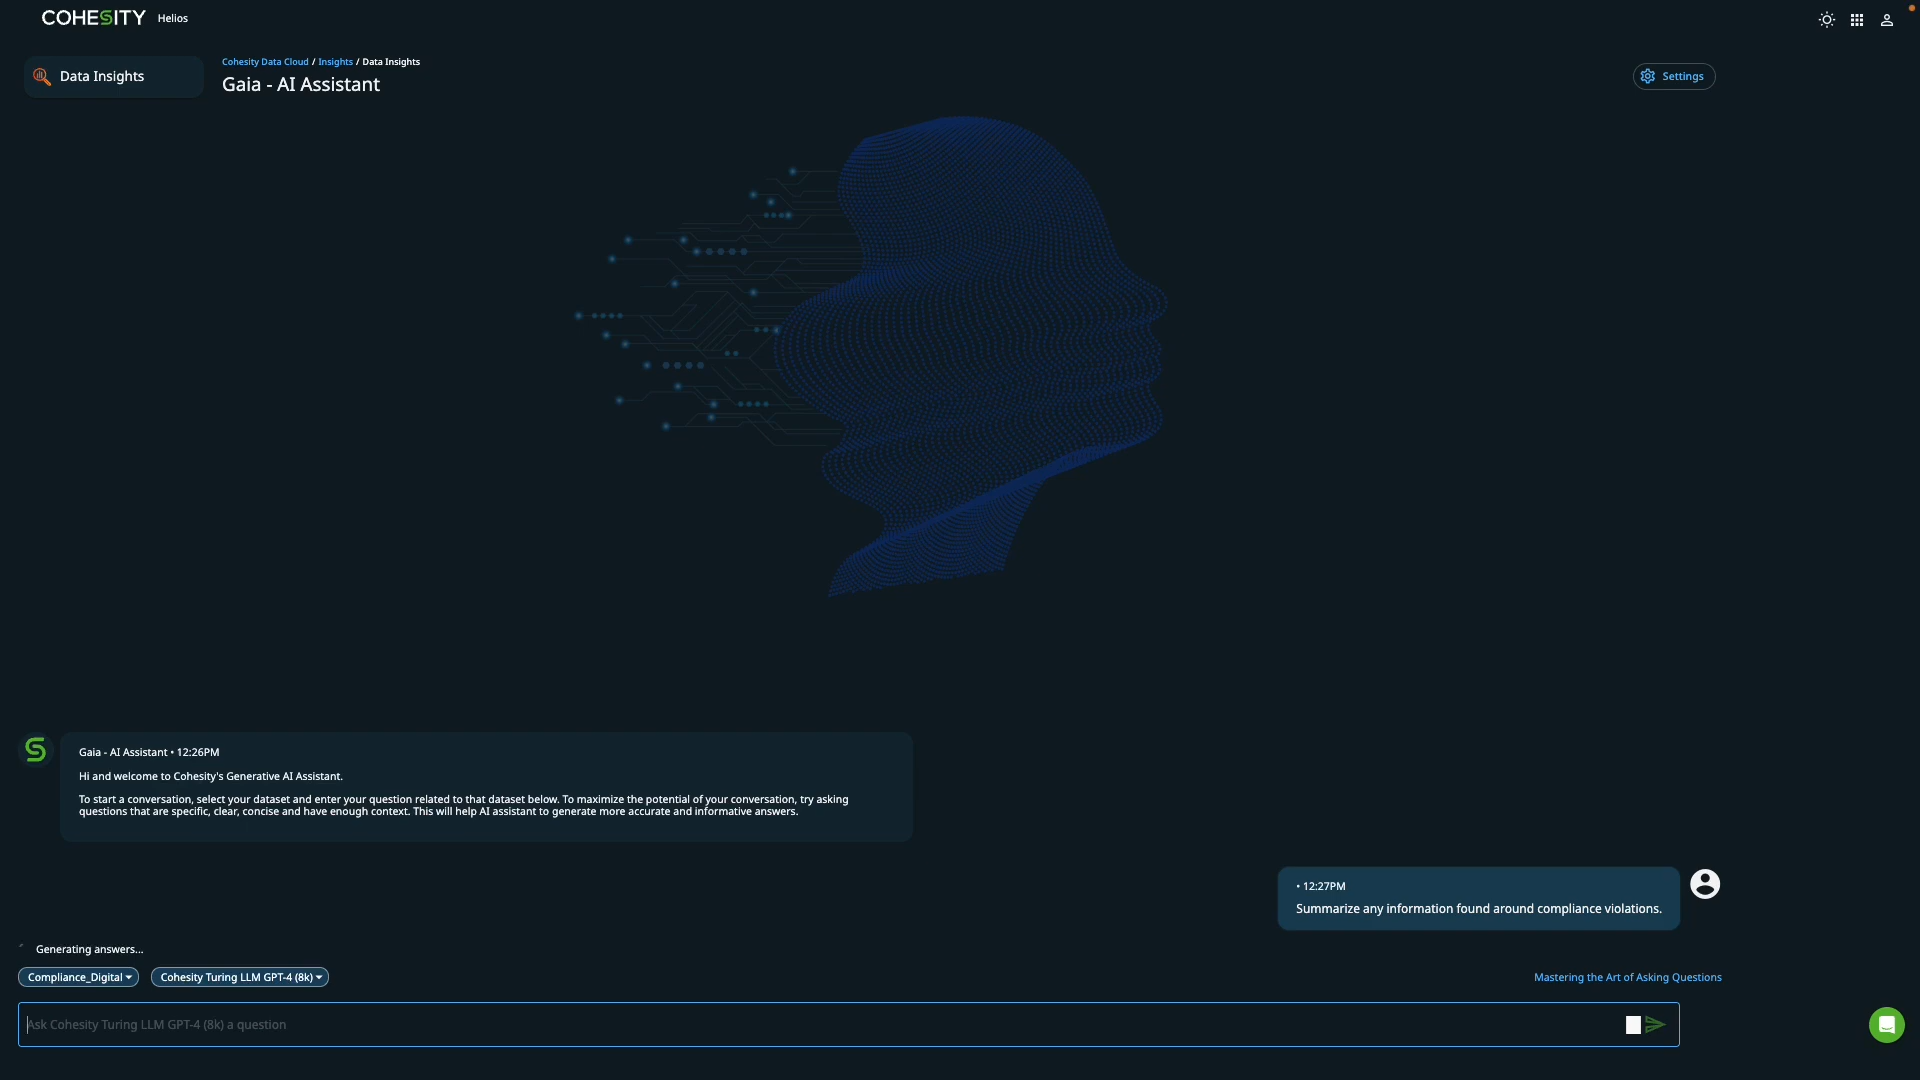 COHESITY Helios
Data Insights
Cohesity Data Cloud / Insights / Data Insights
Gaia - AI Assistant
Settings
Gaia - AI Assistant • 12:26PM
Hi and welcome to Cohesity's Generative AI Assistant.
To start a conversation, select your dataset and enter your question related to that dataset below. To maximize the potential of your conversation, try asking
questions that are specific, clear, concise and have enough context. This will help AI assistant to generate more accurate and informative answers.
• 12:27PM
Summarize any information found around compliance violations.
Generating answers...
Compliance_Digital
Cohesity Turing LLM GPT-4 (8k)
Mastering the Art of Asking Questions
Ask Cohesity Turing LLM GPT-4 (8k) a question